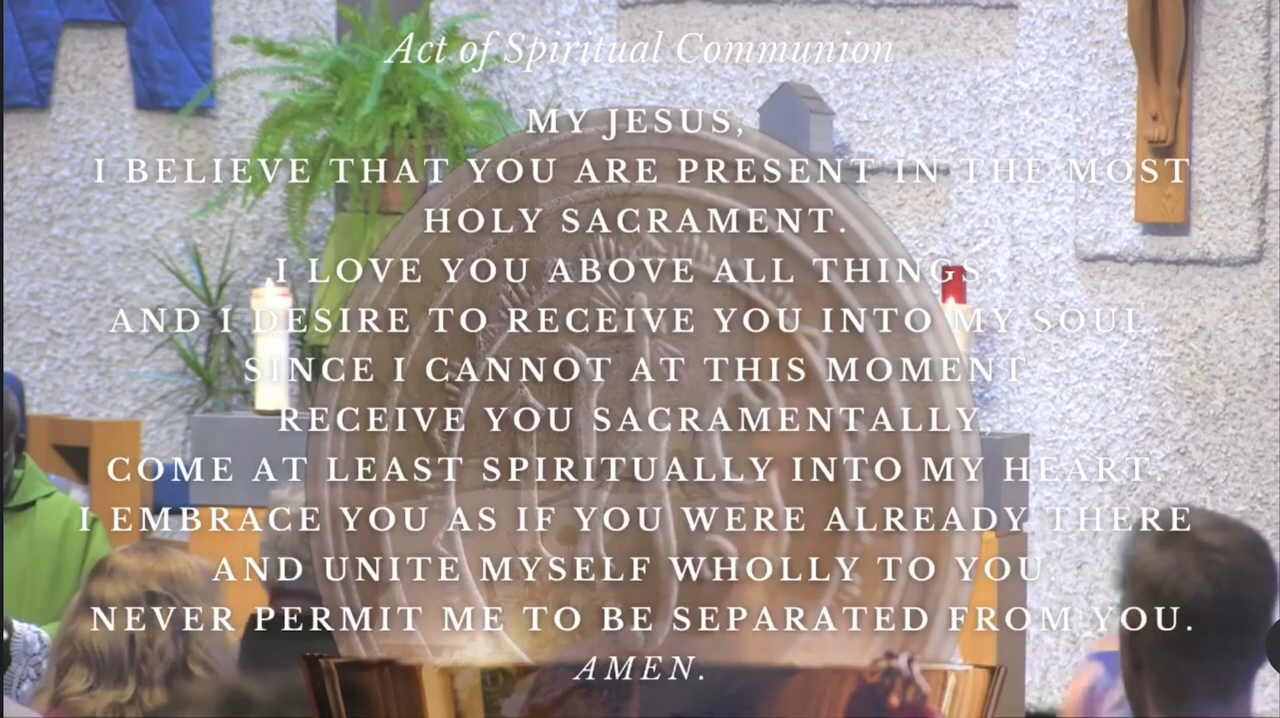 Act of Spiritual Communion
MY JESUS,
I BELIEVE THAT YOU ARE PRESENT IN THE MOST
HOLY SACRAMENT.
I LOVE YOU ABOVE ALL THINGS
AND I DESIRE TO RECEIVE YOU INTO MY SOUL.
SINCE I CANNOT AT THIS MOMENT
RECEIVE YOU SACRAMENTALLY,
COME AT LEAST SPIRITUALLY INTO MY HEART.
I EMBRACE YOU AS IF YOU WERE ALREADY THERE
AND UNITE MYSELF WHOLLY TO YOU.
NEVER PERMIT ME TO BE SEPARATED FROM YOU.
AMEN.